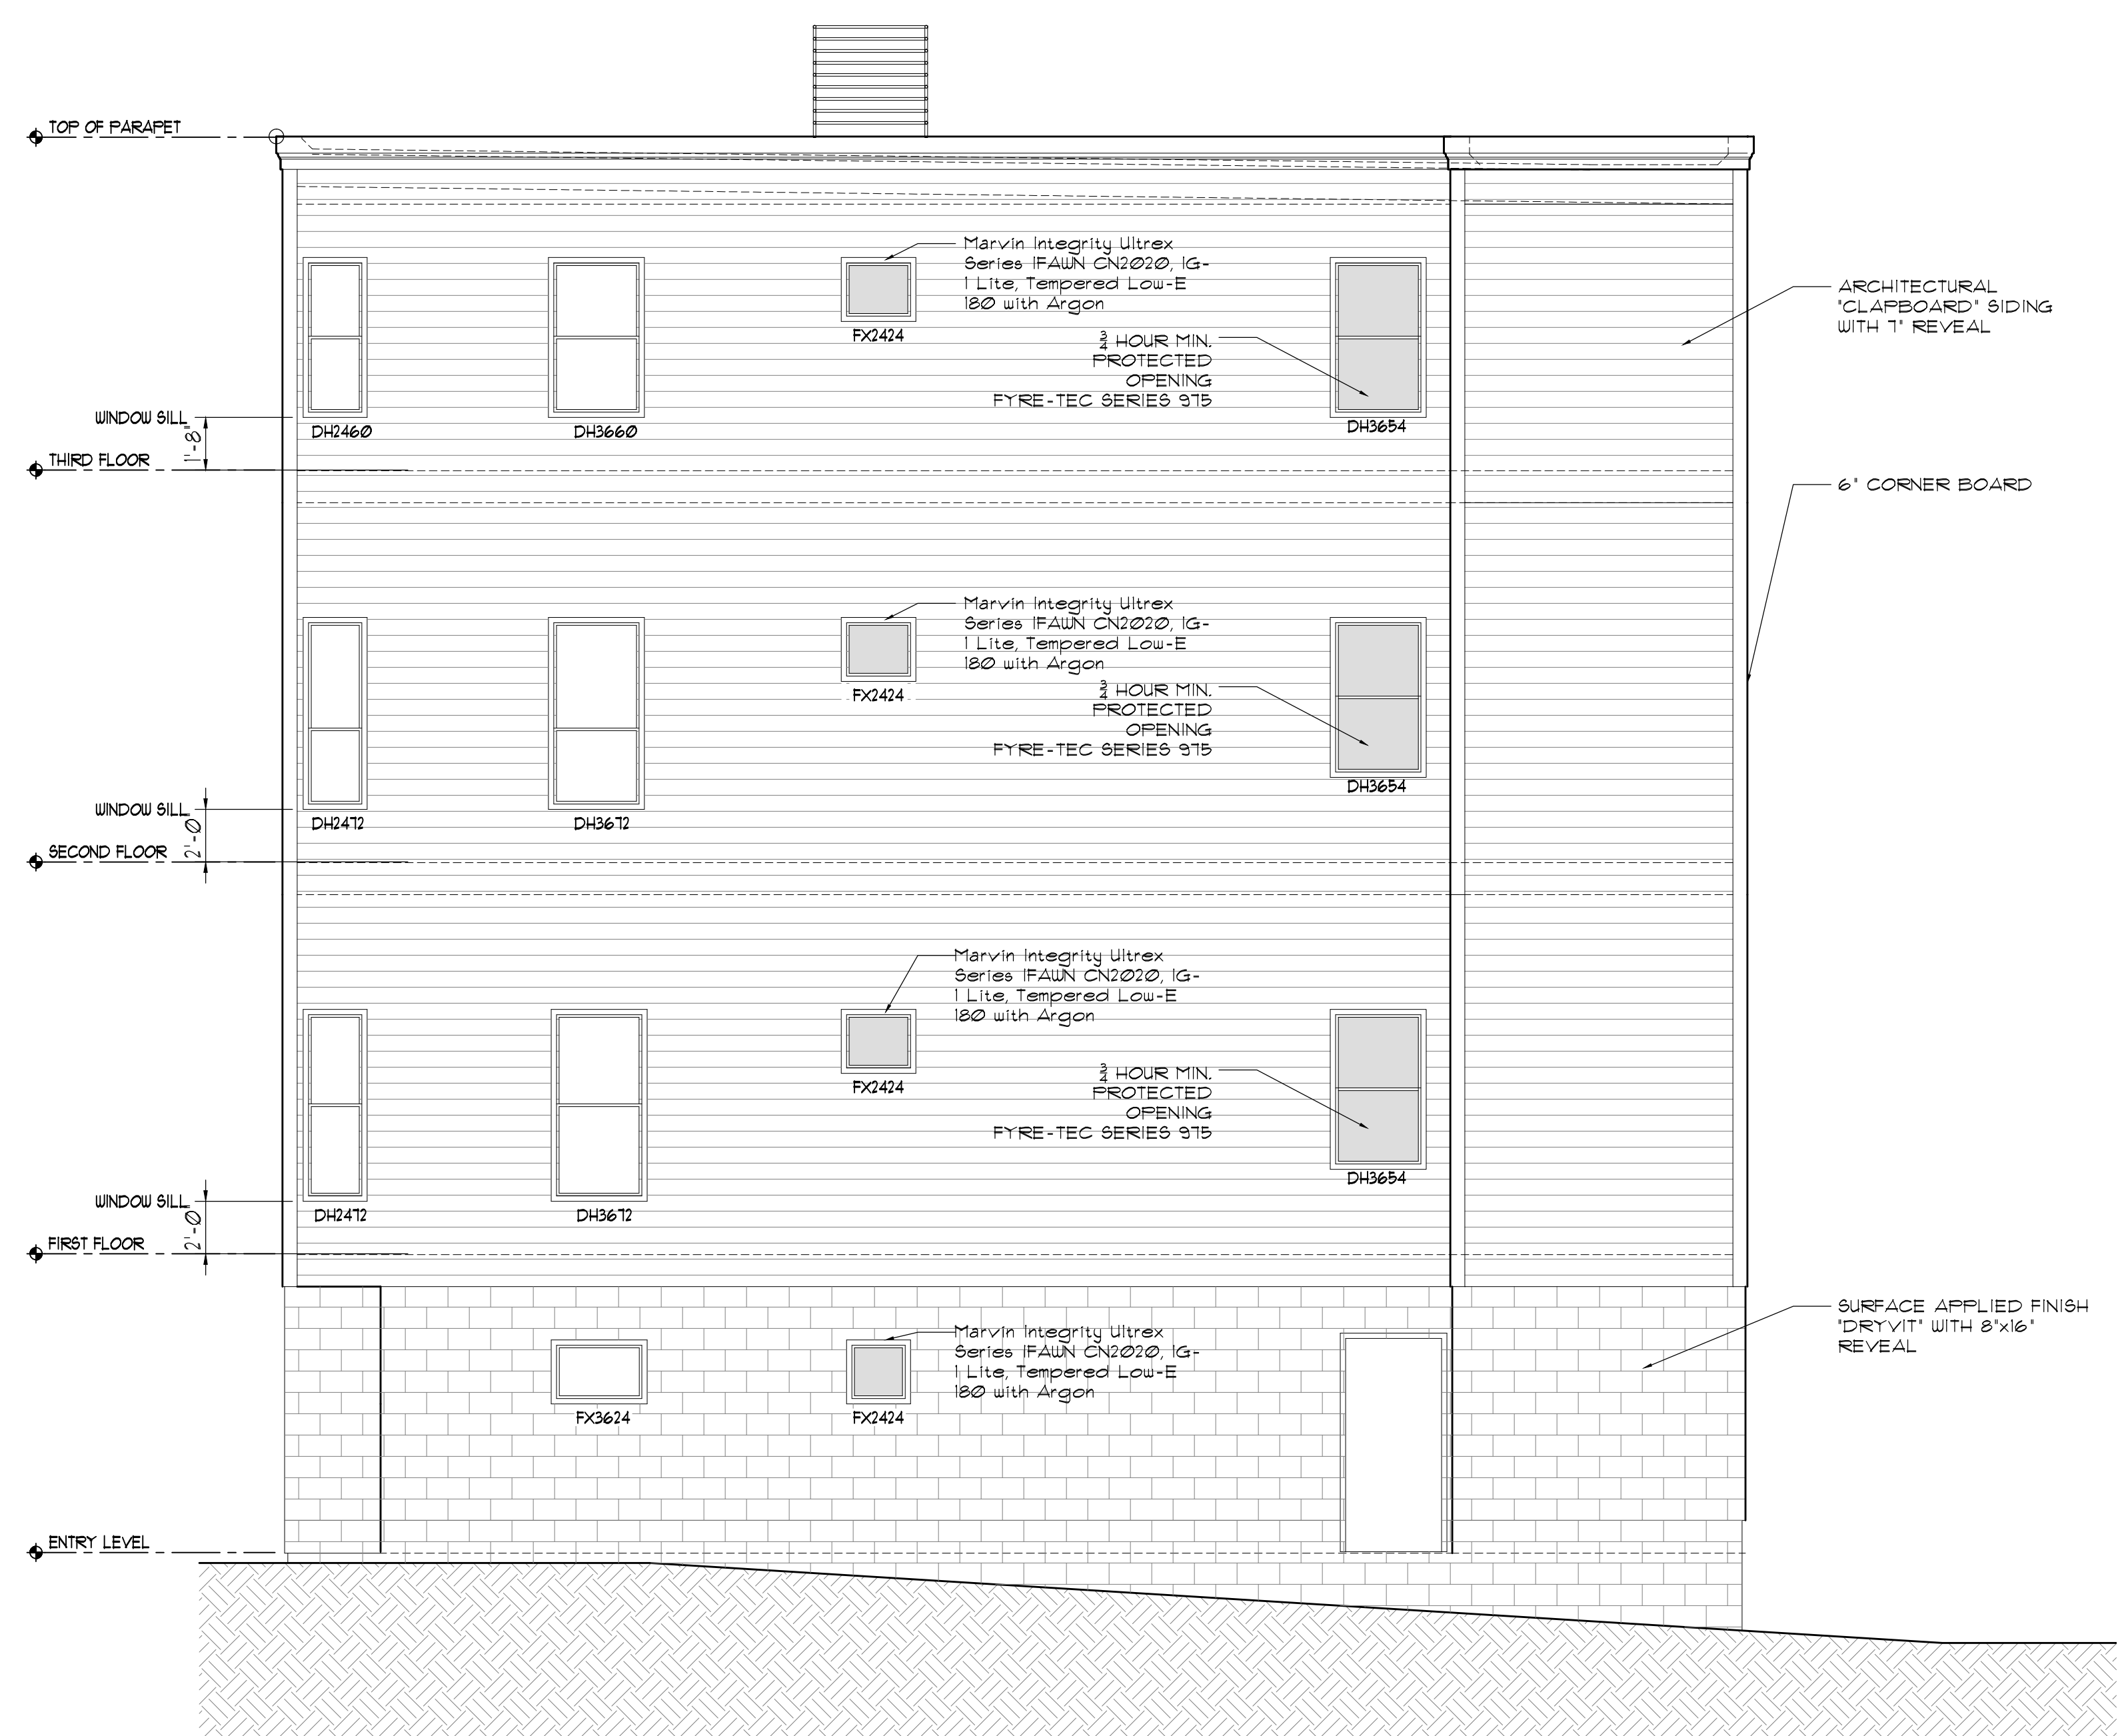 TOP OF PARAPET
Marvin Integrity Ultrex
Series IFAWN CN2020, IG-
1 Lite, Tempered Low-E
180 with Argon
FX2424
3/4 HOUR MIN.
PROTECTED
OPENING
FYRE-TEC SERIES 975
ARCHITECTURAL
"CLAPBOARD" SIDING
WITH 7" REVEAL
WINDOW SILL
1'-8"
DH2460
DH3660
DH3654
THIRD FLOOR
6" CORNER BOARD
Marvin Integrity Ultrex
Series IFAWN CN2020, IG-
1 Lite, Tempered Low-E
180 with Argon
FX2424
3/4 HOUR MIN.
PROTECTED
OPENING
FYRE-TEC SERIES 975
DH3654
WINDOW SILL
2'-0"
DH2472
DH3672
SECOND FLOOR
Marvin Integrity Ultrex
Series IFAWN CN2020, IG-
1 Lite, Tempered Low-E
180 with Argon
FX2424
3/4 HOUR MIN.
PROTECTED
OPENING
FYRE-TEC SERIES 975
DH3654
WINDOW SILL
2'-0"
DH2472
DH3672
FIRST FLOOR
SURFACE APPLIED FINISH
"DRYVIT" WITH 8"x16"
REVEAL
Marvin Integrity Ultrex
Series IFAWN CN2020, IG-
1 Lite, Tempered Low-E
180 with Argon
FX3624
FX2424
ENTRY LEVEL